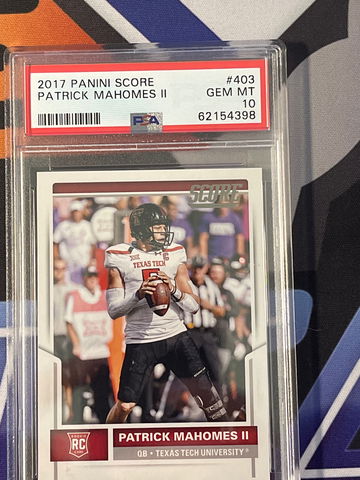 2017 PANINI SCORE #403
PATRICK MAHOMES II GEM MT
10
PSA 62154398
SCORE
TEXAS TECH
5
RC
PATRICK MAHOMES II
QB • TEXAS TECH UNIVERSITY